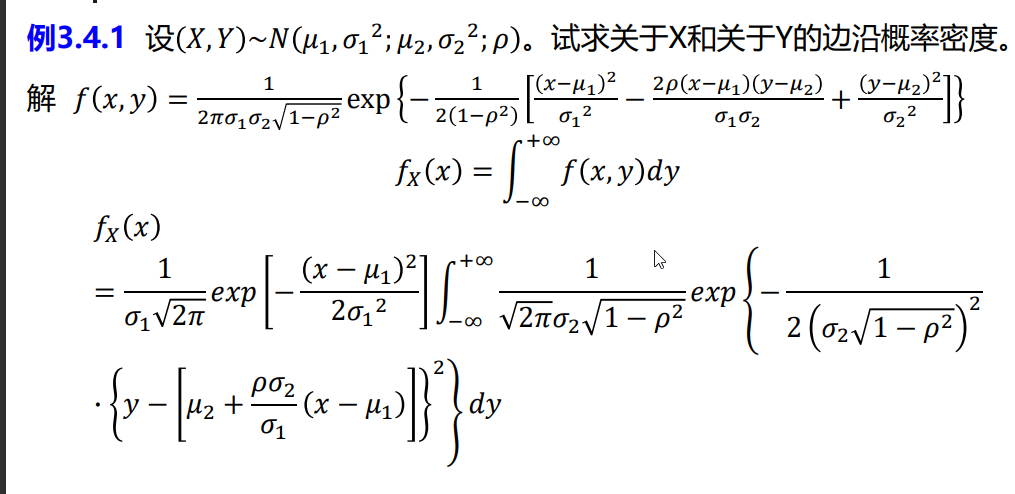 例3.4.1 设(X,Y)~N(μ₁,σ₁²;μ₂,σ₂²;ρ)。试求关于X和关于Y的边沿概率密度。
解 f(x,y) = 1/(2πσ₁σ₂√(1−ρ²)) exp{−1/(2(1−ρ²)) [(x−μ₁)²/σ₁² − 2ρ(x−μ₁)(y−μ₂)/(σ₁σ₂) + (y−μ₂)²/σ₂²]}
f_X(x) = ∫_{−∞}^{+∞} f(x,y)dy
f_X(x)
= 1/(σ₁√(2π)) exp[−(x − μ₁)²/(2σ₁²)] ∫_{−∞}^{+∞} 1/(√(2π)σ₂√(1 − ρ²)) exp{−1/(2(σ₂√(1 − ρ²))²)
· {y − [μ₂ + (ρσ₂/σ₁)(x − μ₁)]}²} dy